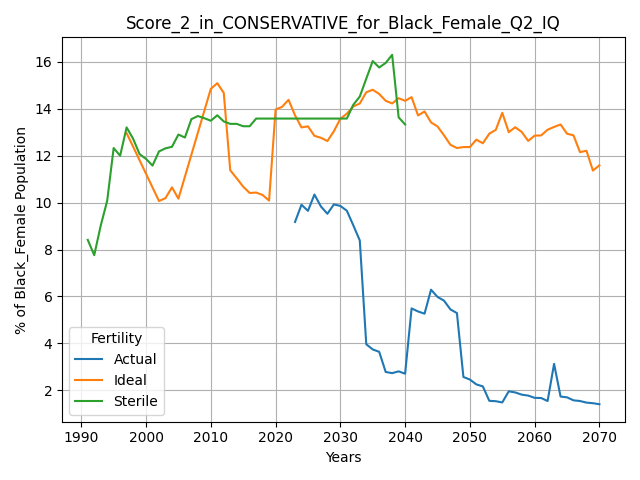 Score_2_in_CONSERVATIVE_for_Black_Female_Q2_IQ
% of Black_Female Population
16
14
12
10
8
6
4
2
Fertility
Actual
Ideal
Sterile
1990 2000 2010 2020 2030 2040 2050 2060 2070
Years